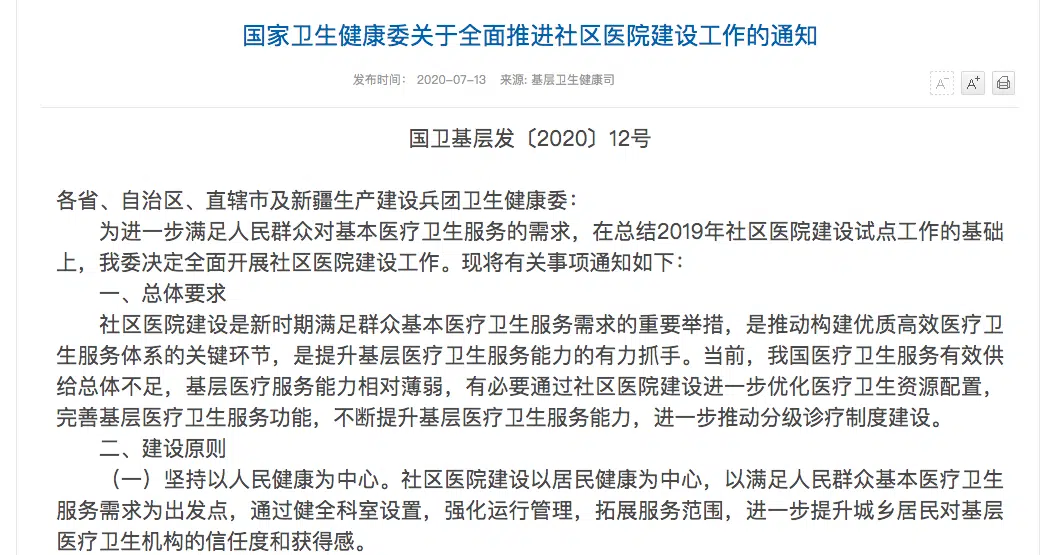 国家卫生健康委关于全面推进社区医院建设工作的通知
发布时间： 2020-07-13 来源: 基层卫生健康司
A⁻ A⁺
国卫基层发〔2020〕12号
各省、自治区、直辖市及新疆生产建设兵团卫生健康委：
为进一步满足人民群众对基本医疗卫生服务的需求，在总结2019年社区医院建设试点工作的基础
上，我委决定全面开展社区医院建设工作。现将有关事项通知如下：
一、总体要求
社区医院建设是新时期满足群众基本医疗卫生服务需求的重要举措，是推动构建优质高效医疗卫
生服务体系的关键环节，是提升基层医疗卫生服务能力的有力抓手。当前，我国医疗卫生服务有效供
给总体不足，基层医疗服务能力相对薄弱，有必要通过社区医院建设进一步优化医疗卫生资源配置，
完善基层医疗卫生服务功能，不断提升基层医疗卫生服务能力，进一步推动分级诊疗制度建设。
二、建设原则
（一）坚持以人民健康为中心。社区医院建设以居民健康为中心，以满足人民群众基本医疗卫生
服务需求为出发点，通过健全科室设置，强化运行管理，拓展服务范围，进一步提升城乡居民对基层
医疗卫生机构的信任度和获得感。